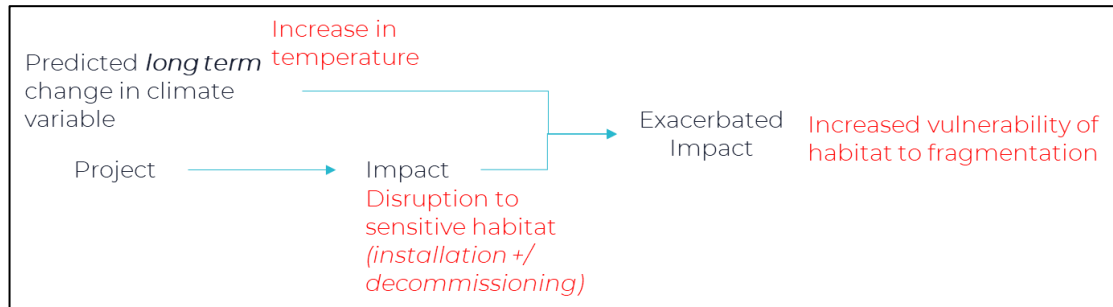 Increase in
temperature
Predicted long term
change in climate
variable
Exacerbated
Impact
Increased vulnerability of
habitat to fragmentation
Project
Impact
Disruption to
sensitive habitat
(installation +/
decommissioning)